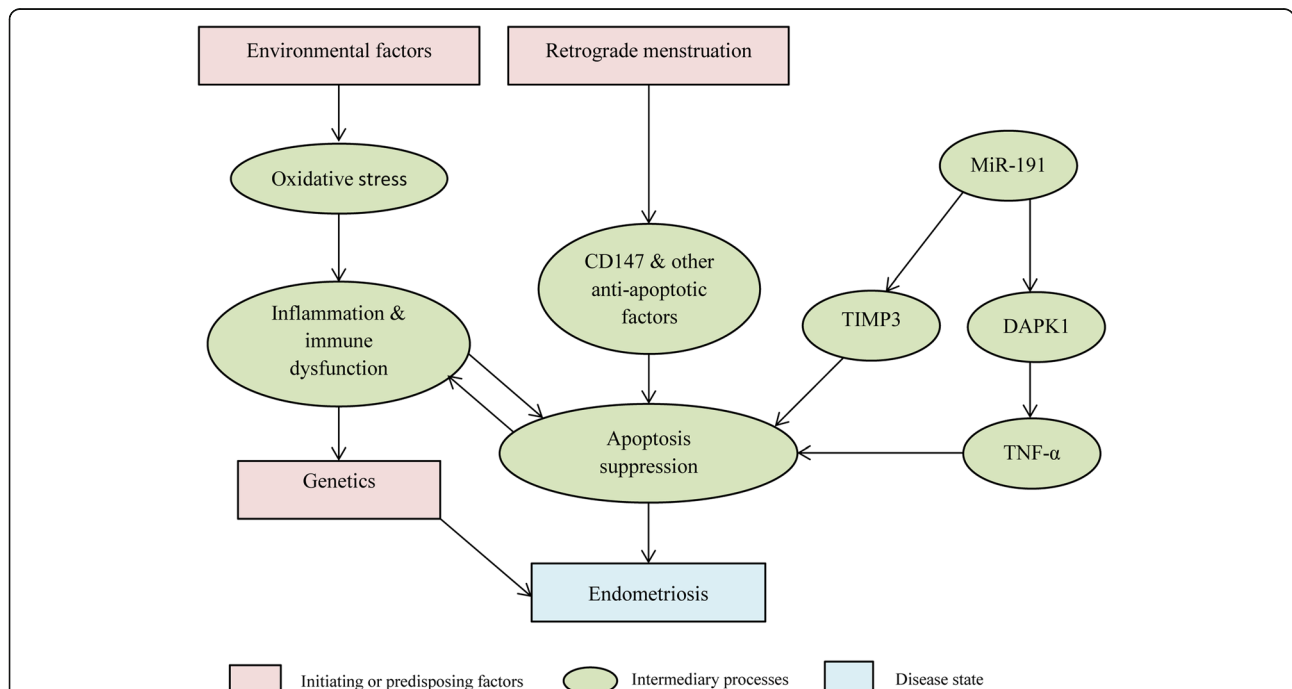 Environmental factors
Retrograde menstruation
MiR-191
Oxidative stress
CD147 & other
anti-apoptotic
factors
Inflammation &
immune
dysfunction
TIMP3
DAPK1
Apoptosis
suppression
TNF-α
Genetics
Endometriosis
Initiating or predisposing factors
Intermediary processes
Disease state